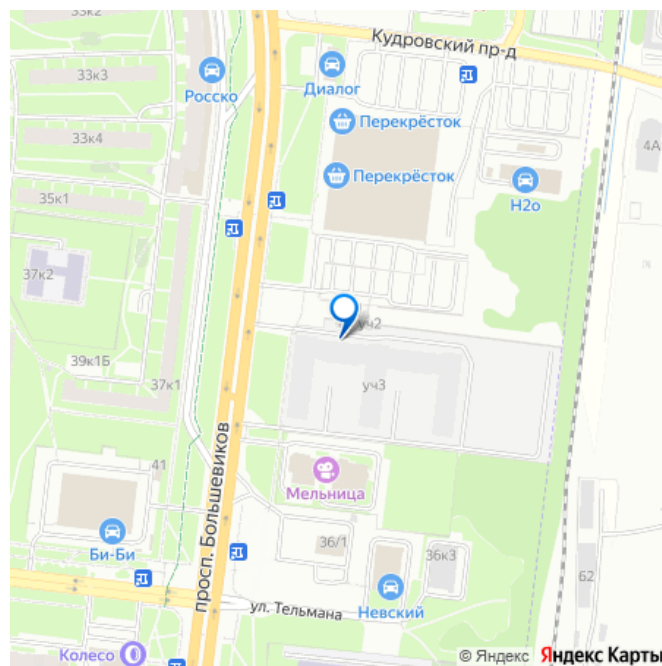 33к2
Кудровский пр-д
33к3
Росско
Диалог
Перекрёсток
33к4
4А
Перекрёсток
Н2о
35к1
37к2
уч2
39к1Б
37к1
уч3
просп. Большевиков
41
Мельница
Би-Би
36/1
36к3
62
ул. Тельмана
Невский
Колесо
© Яндекс Яндекс Карты